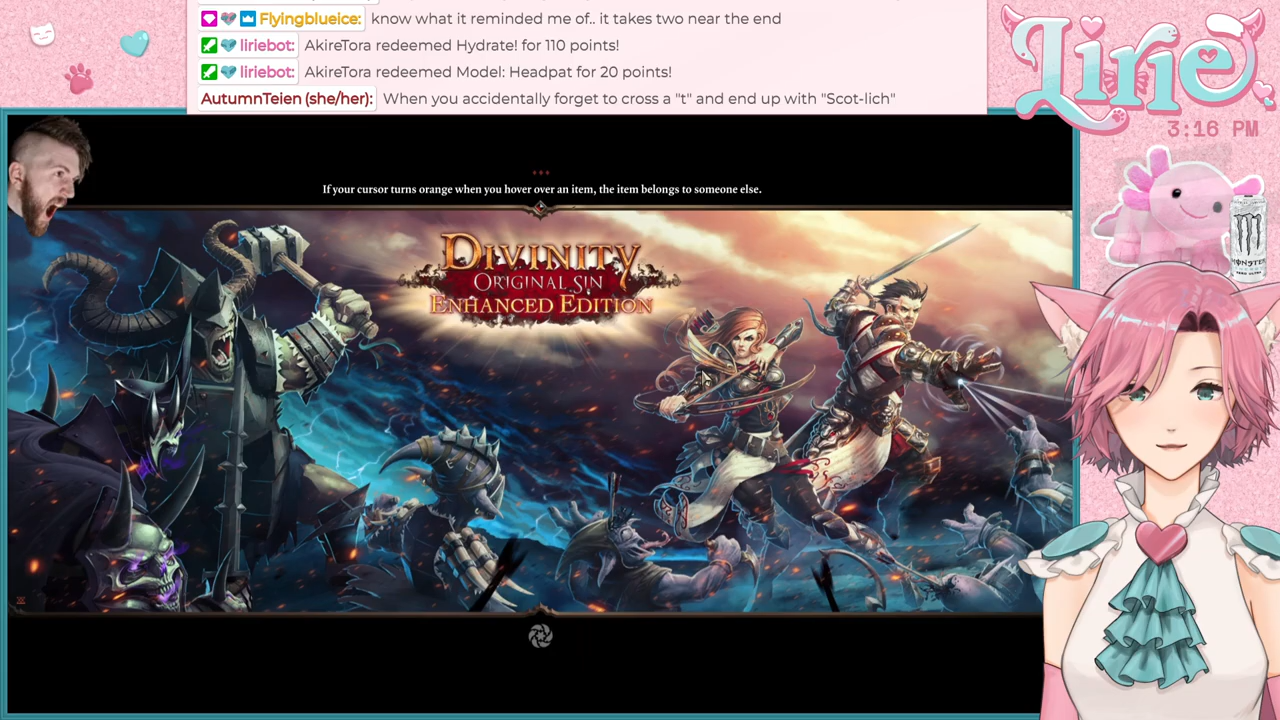 Flyingblueice: know what it reminded me of.. it takes two near the end
liriebot: AkireTora redeemed Hydrate! for 110 points!
liriebot: AkireTora redeemed Model: Headpat for 20 points!
AutumnTeien (she/her): When you accidentally forget to cross a "t" and end up with "Scot-lich"
Lirie
3:16 PM
If your cursor turns orange when you hover over an item, the item belongs to someone else.
DIVINITY
ORIGINAL SIN
ENHANCED EDITION
MONSTER